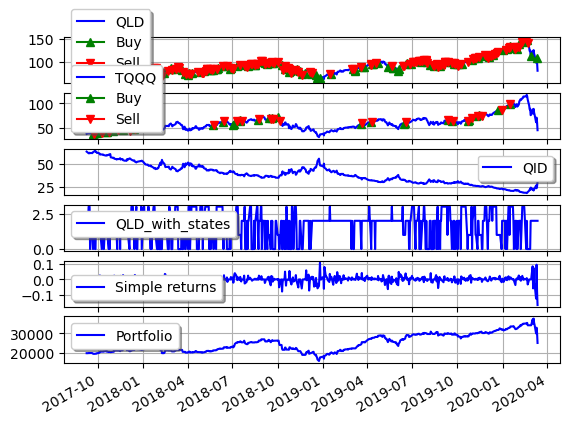 QLD
Buy
Sell
150
100
TQQQ
Buy
Sell
100
50
QID
50
25
QLD_with_states
2.5
0.0
Simple returns
0.1
0.0
−0.1
Portfolio
30000
20000
2017-10 2018-01 2018-04 2018-07 2018-10 2019-01 2019-04 2019-07 2019-10 2020-01 2020-04